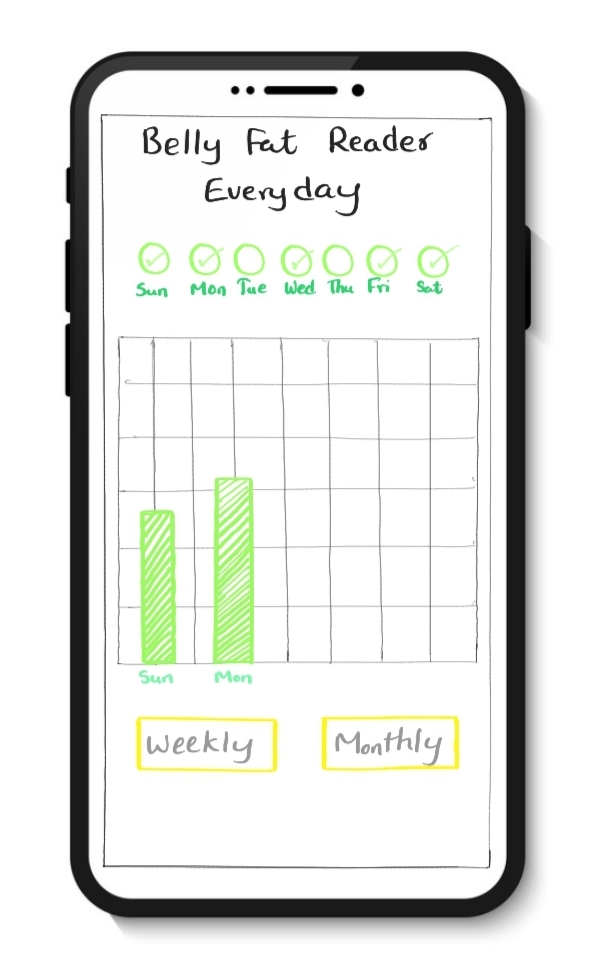 Belly Fat Reader
Everyday
Sun Mon Tue Wed Thu Fri Sat
Sun Mon
Weekly Monthly